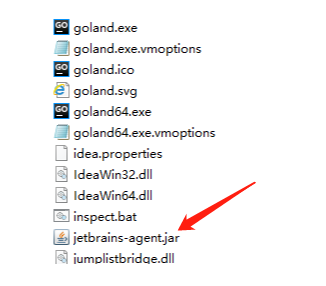 goland.exe
goland.exe.vmoptions
goland.ico
goland.svg
goland64.exe
goland64.exe.vmoptions
idea.properties
IdeaWin32.dll
IdeaWin64.dll
inspect.bat
jetbrains-agent.jar
jumplistbridge.dll